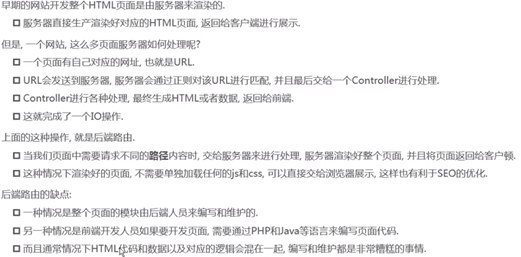 早期的网站开发整个HTML页面是由服务器来渲染的.
服务器直接生产渲染好对应的HTML页面, 返回给客户端进行展示.
但是, 一个网站, 这么多页面服务器如何处理呢?
一个页面有自己对应的网址, 也就是URL.
URL会发送到服务器, 服务器会通过正则对该URL进行匹配, 并且最后交给一个Controller进行处理.
Controller进行各种处理, 最终生成HTML或者数据, 返回给前端.
这就完成了一个IO操作.
上面的这种操作, 就是后端路由.
当我们页面中需要请求不同的路径内容时, 交给服务器来进行处理, 服务器渲染好整个页面, 并且将页面返回给客户顿.
这种情况下渲染好的页面, 不需要单独加载任何的js和css, 可以直接交给浏览器展示, 这样也有利于SEO的优化.
后端路由的缺点:
一种情况是整个页面的模块由后端人员来编写和维护的.
另一种情况是前端开发人员如果要开发页面, 需要通过PHP和Java等语言来编写页面代码.
而且通常情况下HTML代码和数据以及对应的逻辑会混在一起, 编写和维护都是非常糟糕的事情.